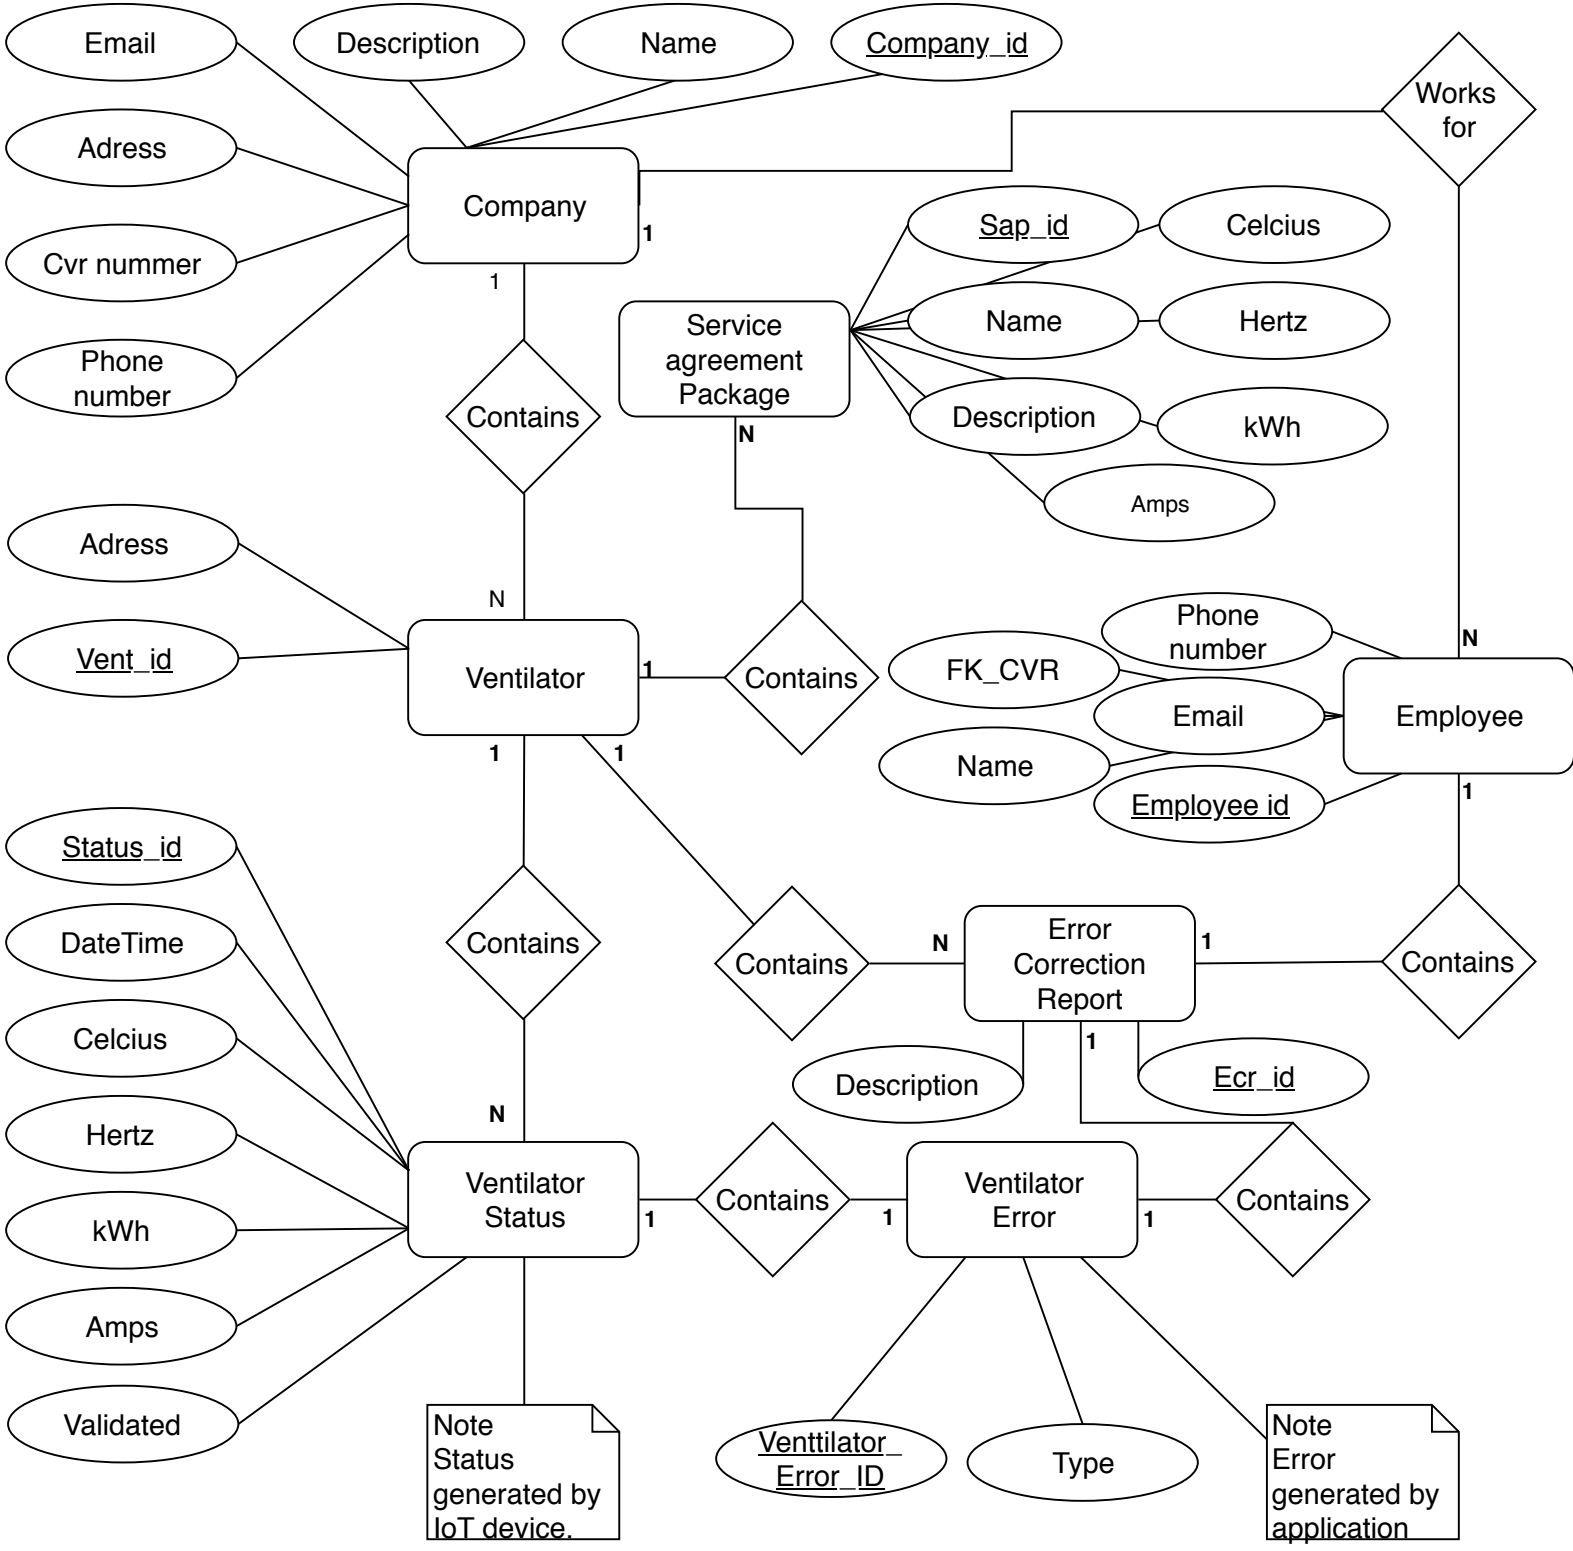 Email
Description
Name
Company_id
Works
for
Adress
Company
1
Sap_id
Celcius
Cvr nummer
1
Service
agreement
Package
Name
Hertz
Phone
number
Contains
N
Description
kWh
Amps
Adress
N
Vent_id
Ventilator
1
Contains
Phone
number
N
FK_CVR
Email
Employee
Name
Employee id
1
1
1
Status_id
DateTime
Contains
Contains
N
Error
Correction
Report
1
Contains
Celcius
1
Description
Ecr_id
Hertz
N
Ventilator
Status
1
Contains
1
Ventilator
Error
1
Contains
kWh
Amps
Validated
Note
Status
generated by
IoT device.
Venttilator_
Error_ID
Type
Note
Error
generated by
application